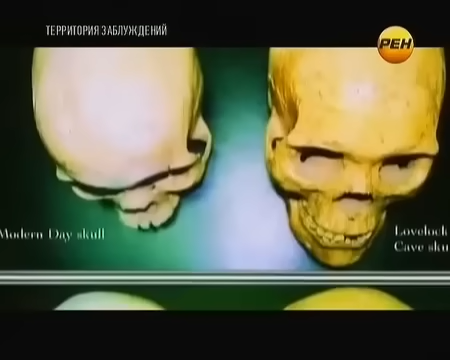 ТЕРРИТОРИЯ ЗАБЛУЖДЕНИЙ
РЕН
Modern Day skull
Lovelock
Cave sku